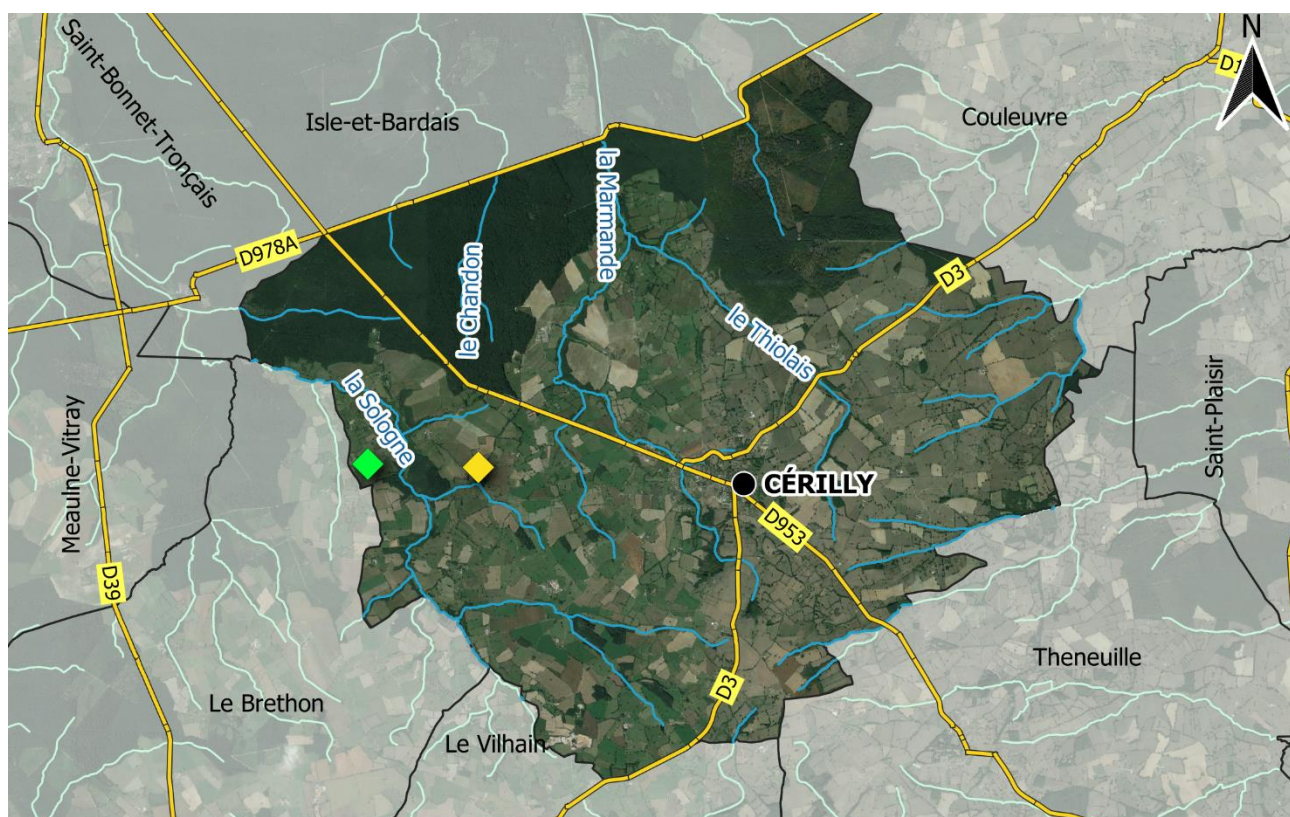 N
D1
Saint-Bonnet-Tronçais
Isle-et-Bardais
Couleuvre
la Marmande
D978A
le Chandon
D3
le Thiolais
la Sologne
Saint-Plaisir
Meaulne-Vitray
CÉRILLY
D953
D39
Theneuille
D3
Le Brethon
Le Vilhain